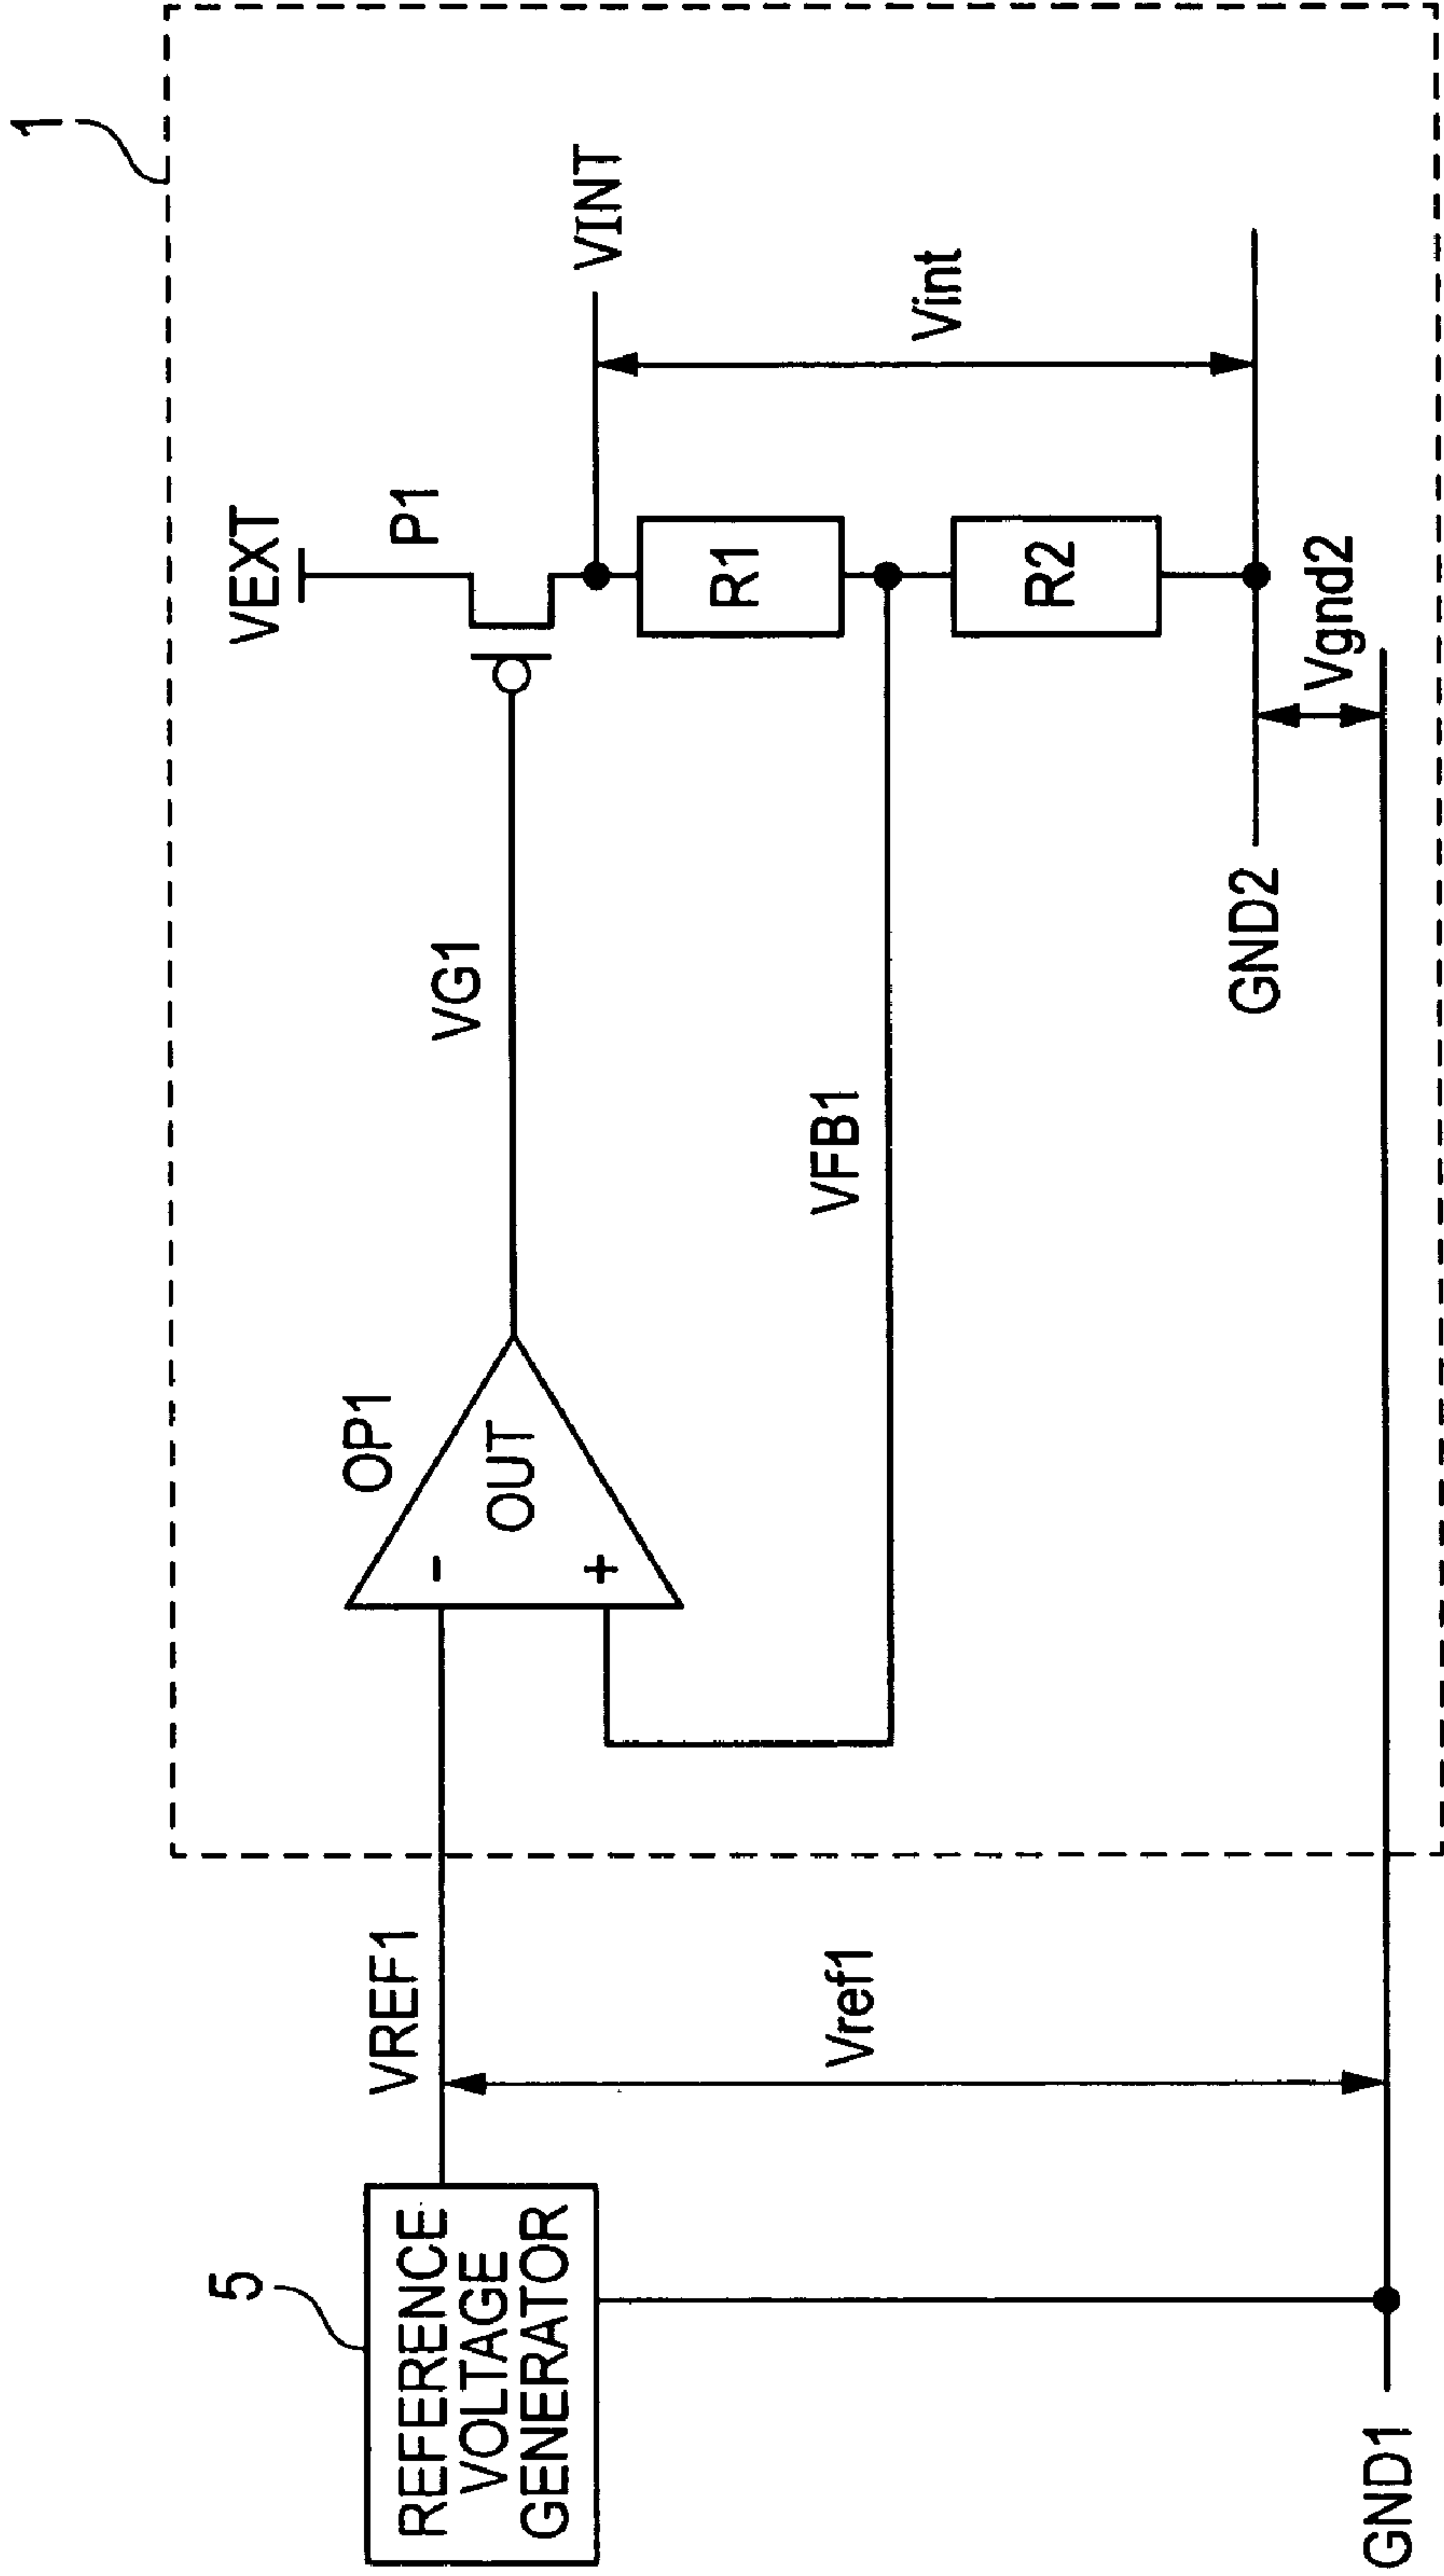 1
VEXT
P1
VINT
OP1
VG1
OUT
-
+
5
REFERENCE
VOLTAGE
GENERATOR
VREF1
R1
VFB1
Vint
Vref1
R2
GND2
Vgnd2
GND1